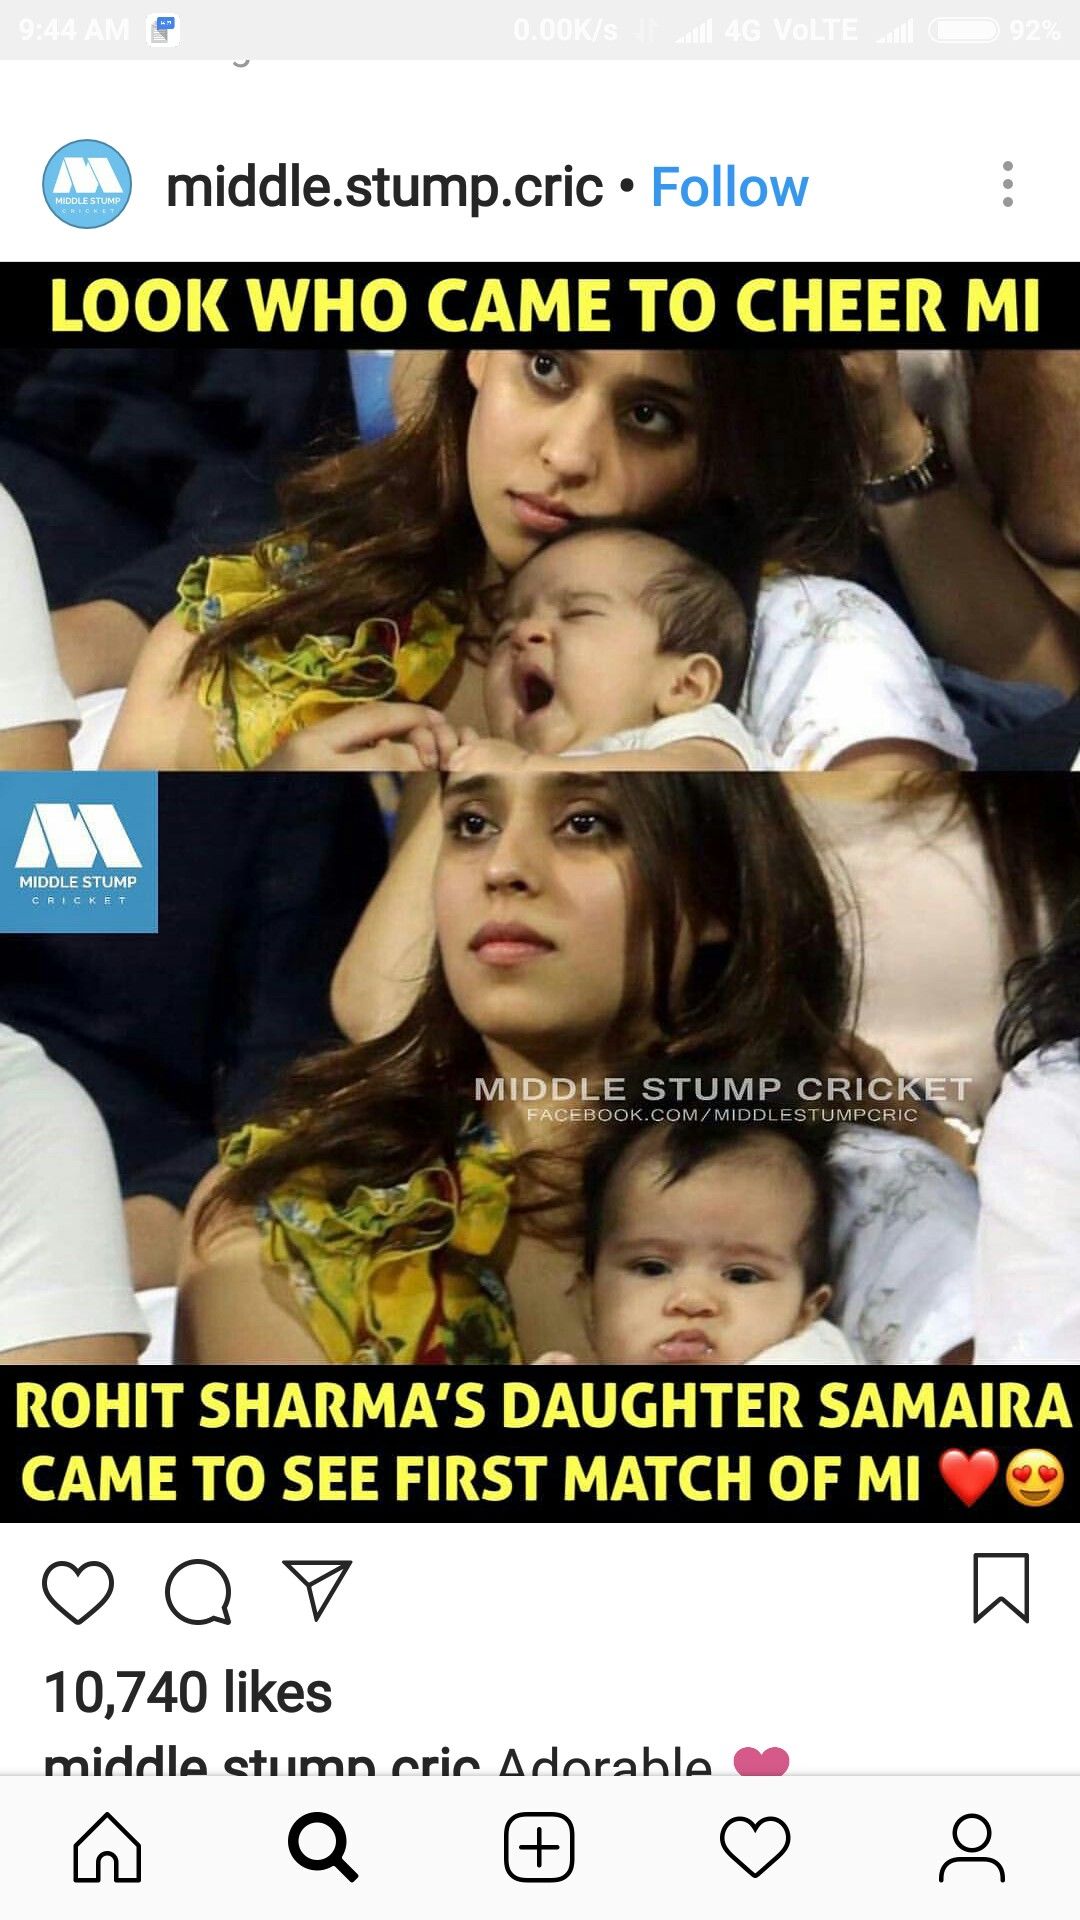 9:44 AM 0.00K/s 4G VoLTE 92%
middle.stump.cric • Follow
MIDDLE STUMP
CRICKET
LOOK WHO CAME TO CHEER MI
MIDDLE STUMP
CRICKET
MIDDLE STUMP CRICKET
FACEBOOK.COM/MIDDLESTUMPCRIC
ROHIT SHARMA'S DAUGHTER SAMAIRA
CAME TO SEE FIRST MATCH OF MI ❤️😍
10,740 likes
middle.stump.cric Adorable 💗